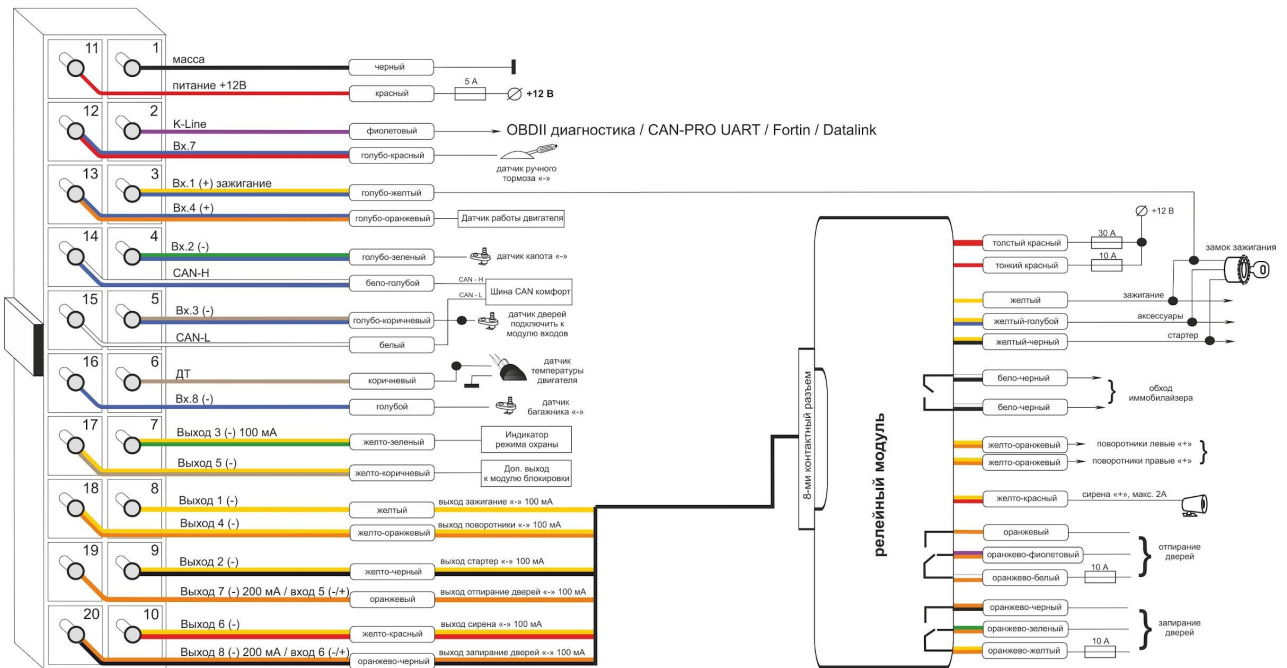 11
1
масса
черный
питание +12В
красный
5 А
+12 В
12
2
K-Line
фиолетовый
OBDII диагностика / CAN-PRO UART / Fortin / Datalink
Вх.7
голубо-красный
датчик ручного
тормоза «-»
13
3
Вх.1 (+) зажигание
голубо-желтый
Вх.4 (+)
голубо-оранжевый
Датчик работы двигателя
14
4
Вх.2 (-)
голубо-зеленый
датчик капота «-»
CAN-H
бело-голубой
CAN - H
CAN - L
Шина CAN комфорт
15
5
Вх.3 (-)
голубо-коричневый
датчик дверей
подключить к
модулю входов
CAN-L
белый
16
6
ДТ
коричневый
датчик
температуры
двигателя
Вх.8 (-)
голубой
датчик
багажника «-»
17
7
Выход 3 (-) 100 мА
желто-зеленый
Индикатор
режима охраны
Выход 5 (-)
желто-коричневый
Доп. выход
к модулю блокировки
18
8
Выход 1 (-)
желтый
выход зажигание «-» 100 мА
Выход 4 (-)
желто-оранжевый
выход поворотники «-» 100 мА
19
9
Выход 2 (-)
желто-черный
выход стартер «-» 100 мА
Выход 7 (-) 200 мА / вход 5 (-/+)
оранжевый
выход отпирание дверей «-» 100 мА
20
10
Выход 6 (-)
желто-красный
выход сирена «-» 100 мА
Выход 8 (-) 200 мА / вход 6 (-/+)
оранжево-черный
выход запирание дверей «-» 100 мА
8-ми контактный разъем
релейный модуль
+12 В
толстый красный
30 А
тонкий красный
10 А
замок зажигания
желтый
зажигание
желтый-голубой
аксессуары
желтый-черный
стартер
бело-черный
бело-черный
обход
иммобилайзера
желто-оранжевый
поворотники левые «+»
желто-оранжевый
поворотники правые «+»
желто-красный
сирена «+», макс. 2А
оранжевый
оранжево-фиолетовый
оранжево-белый
10 А
отпирание
дверей
оранжево-черный
оранжево-зеленый
оранжево-желтый
10 А
запирание
дверей